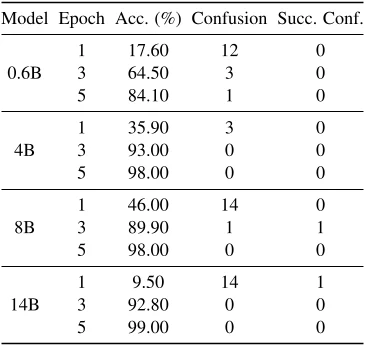 Model Epoch Acc. (%) Confusion Succ. Conf.
1 17.60 12 0
0.6B 3 64.50 3 0
5 84.10 1 0
1 35.90 3 0
4B 3 93.00 0 0
5 98.00 0 0
1 46.00 14 0
8B 3 89.90 1 1
5 98.00 0 0
1 9.50 14 1
14B 3 92.80 0 0
5 99.00 0 0